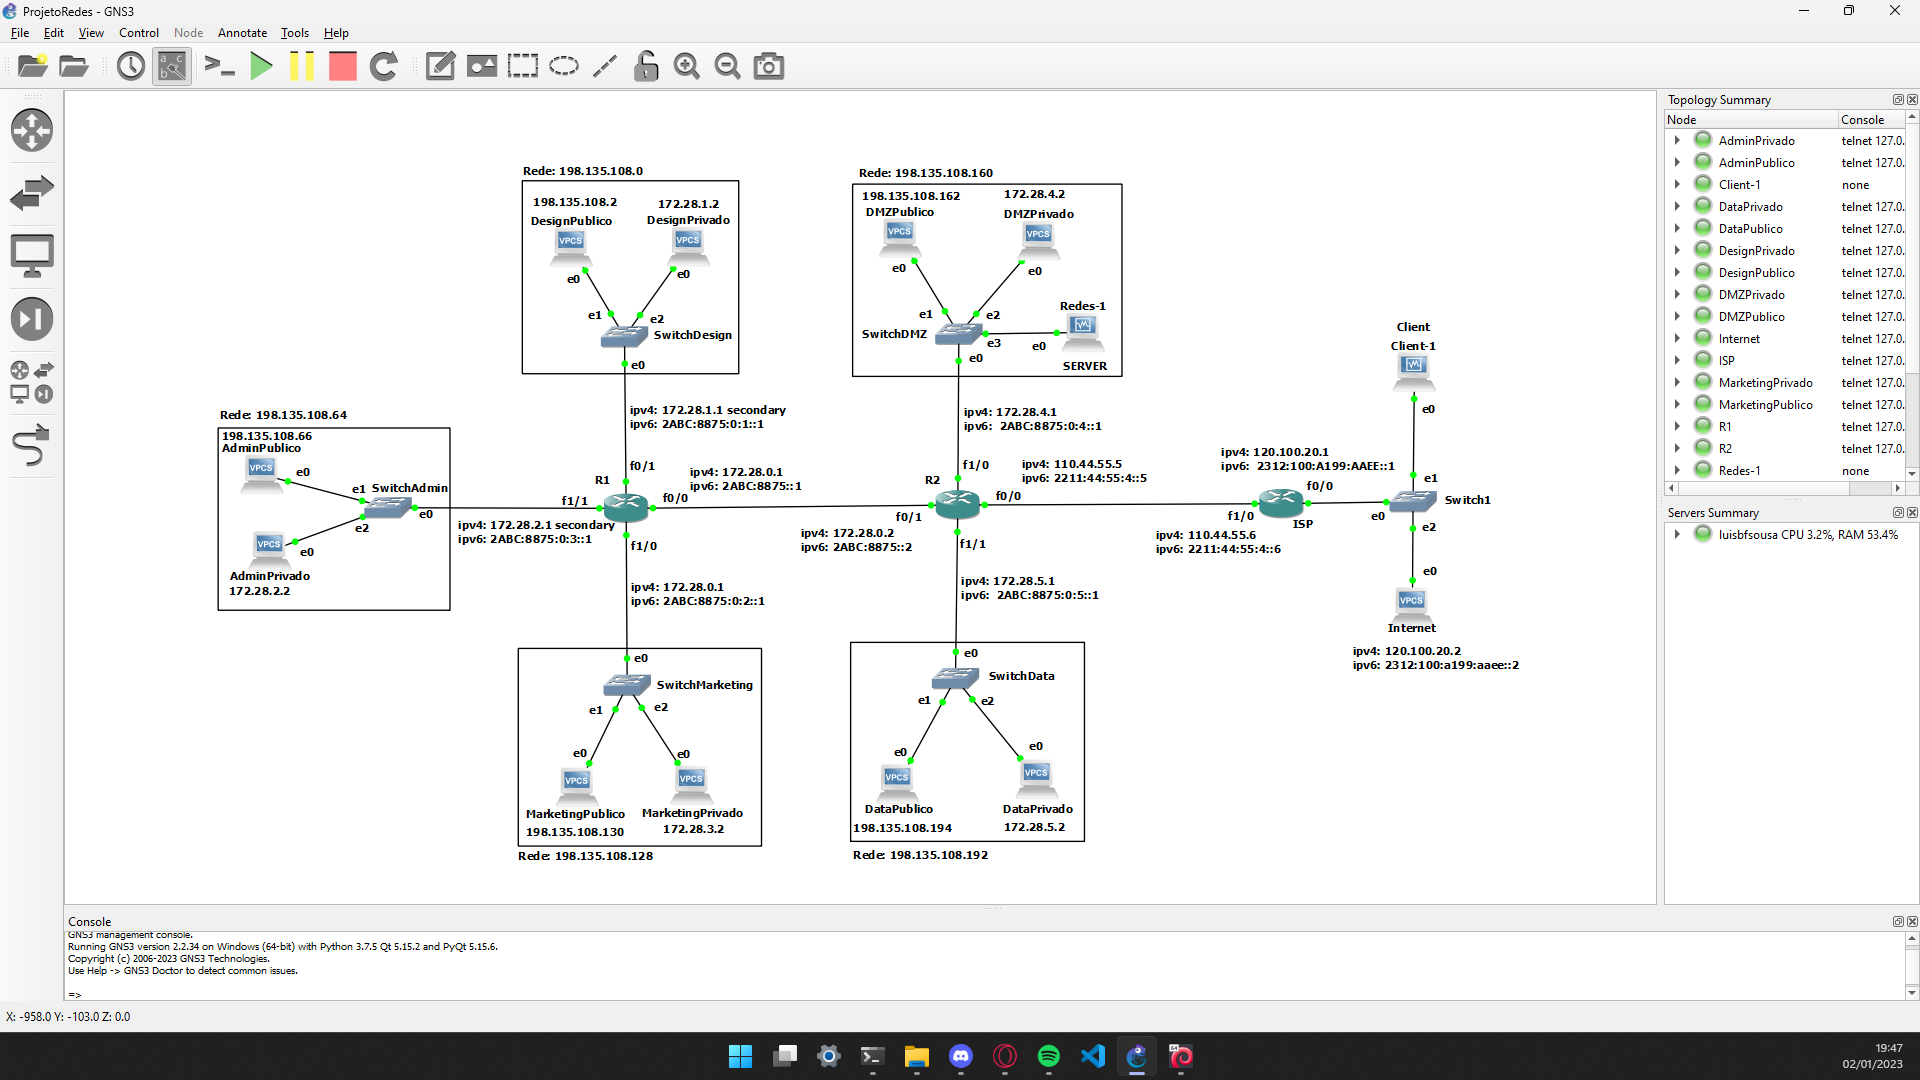 ProjetoRedes - GNS3
File Edit View Control Node Annotate Tools Help
Rede: 198.135.108.0
198.135.108.2
DesignPublico
172.28.1.2
DesignPrivado
VPCS
VPCS
e0
e0
e1
e2
SwitchDesign
e0
Rede: 198.135.108.160
198.135.108.162
DMZPublico
172.28.4.2
DMZPrivado
VPCS
VPCS
e0
e0
Redes-1
e1
e2
SwitchDMZ
e3
e0
e0
SERVER
Client
Client-1
e0
ipv4: 172.28.1.1 secondary
ipv6: 2ABC:8875:0:1::1
ipv4: 172.28.4.1
ipv6: 2ABC:8875:0:4::1
Rede: 198.135.108.64
198.135.108.66
AdminPublico
VPCS
e0
e1
SwitchAdmin
e2
e0
VPCS
e0
AdminPrivado
172.28.2.2
ipv4: 172.28.2.1 secondary
ipv6: 2ABC:8875:0:3::1
R1
f0/1
f1/1
f0/0
f1/0
ipv4: 172.28.0.1
ipv6: 2ABC:8875::1
R2
f1/0
f0/0
f0/1
f1/1
ipv4: 110.44.55.5
ipv6: 2211:44:55:4::5
ipv4: 172.28.0.2
ipv6: 2ABC:8875::2
ipv4: 120.100.20.1
ipv6: 2312:100:A199:AAEE::1
f0/0
f1/0
ISP
ipv4: 110.44.55.6
ipv6: 2211:44:55:4::6
e1
Switch1
e0
e2
e0
VPCS
Internet
ipv4: 120.100.20.2
ipv6: 2312:100:a199:aaee::2
ipv4: 172.28.0.1
ipv6: 2ABC:8875:0:2::1
ipv4: 172.28.5.1
ipv6: 2ABC:8875:0:5::1
e0
SwitchMarketing
e1
e2
e0
e0
VPCS
VPCS
MarketingPublico
198.135.108.130
MarketingPrivado
172.28.3.2
Rede: 198.135.108.128
e0
SwitchData
e1
e2
e0
e0
VPCS
VPCS
DataPublico
198.135.108.194
DataPrivado
172.28.5.2
Rede: 198.135.108.192
Topology Summary
Node Console
AdminPrivado telnet 127.0.
AdminPublico telnet 127.0.
Client-1 none
DataPrivado telnet 127.0.
DataPublico telnet 127.0.
DesignPrivado telnet 127.0.
DesignPublico telnet 127.0.
DMZPrivado telnet 127.0.
DMZPublico telnet 127.0.
Internet telnet 127.0.
ISP telnet 127.0.
MarketingPrivado telnet 127.0.
MarketingPublico telnet 127.0.
R1 telnet 127.0.
R2 telnet 127.0.
Redes-1 none
Servers Summary
luisbfsousa CPU 3.2%, RAM 53.4%
Console
GNS3 management console.
Running GNS3 version 2.2.34 on Windows (64-bit) with Python 3.7.5 Qt 5.15.2 and PyQt 5.15.6.
Copyright (c) 2006-2023 GNS3 Technologies.
Use Help -> GNS3 Doctor to detect common issues.
=>
X: -958.0 Y: -103.0 Z: 0.0
19:47
02/01/2023